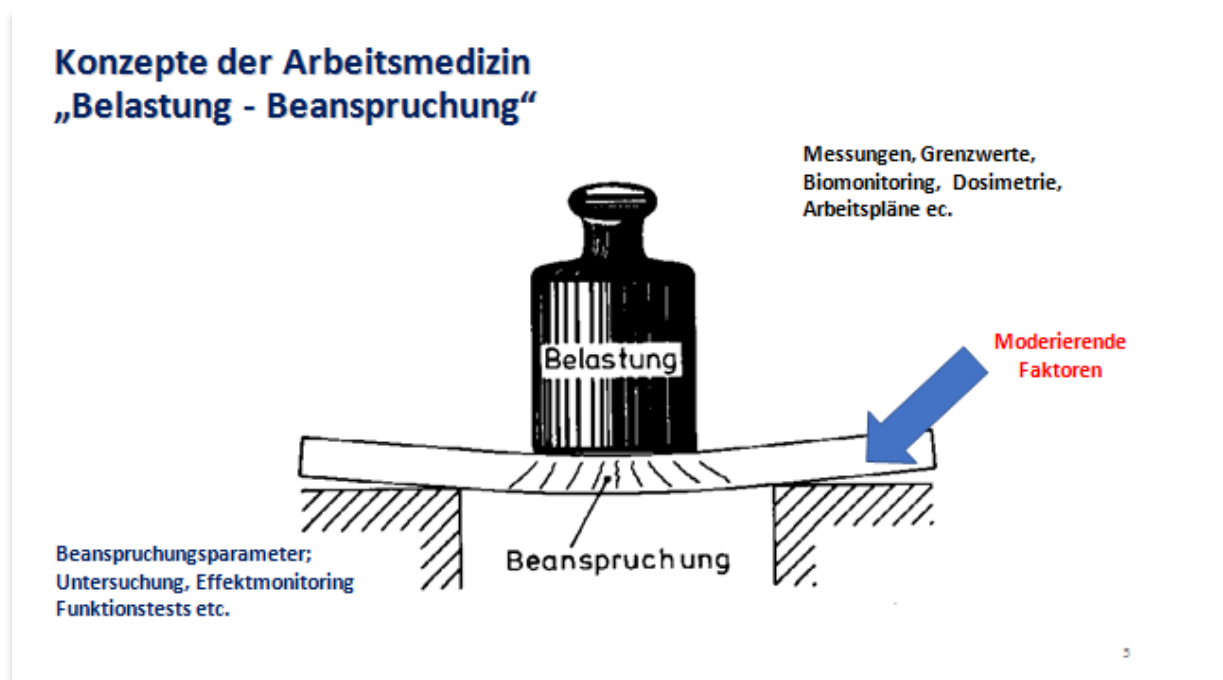 Konzepte der Arbeitsmedizin
„Belastung - Beanspruchung“
Messungen, Grenzwerte,
Biomonitoring, Dosimetrie,
Arbeitspläne ec.
Moderierende
Faktoren
Belastung
Beanspruchung
Beanspruchungsparameter;
Untersuchung, Effektmonitoring
Funktionstests etc.
5